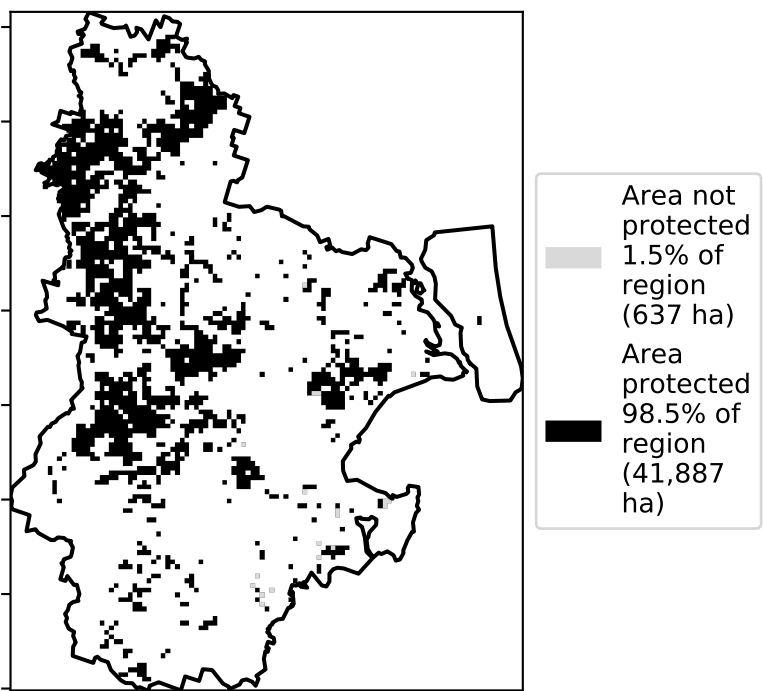 Area not
protected
1.5% of
region
(637 ha)
Area
protected
98.5% of
region
(41,887
ha)